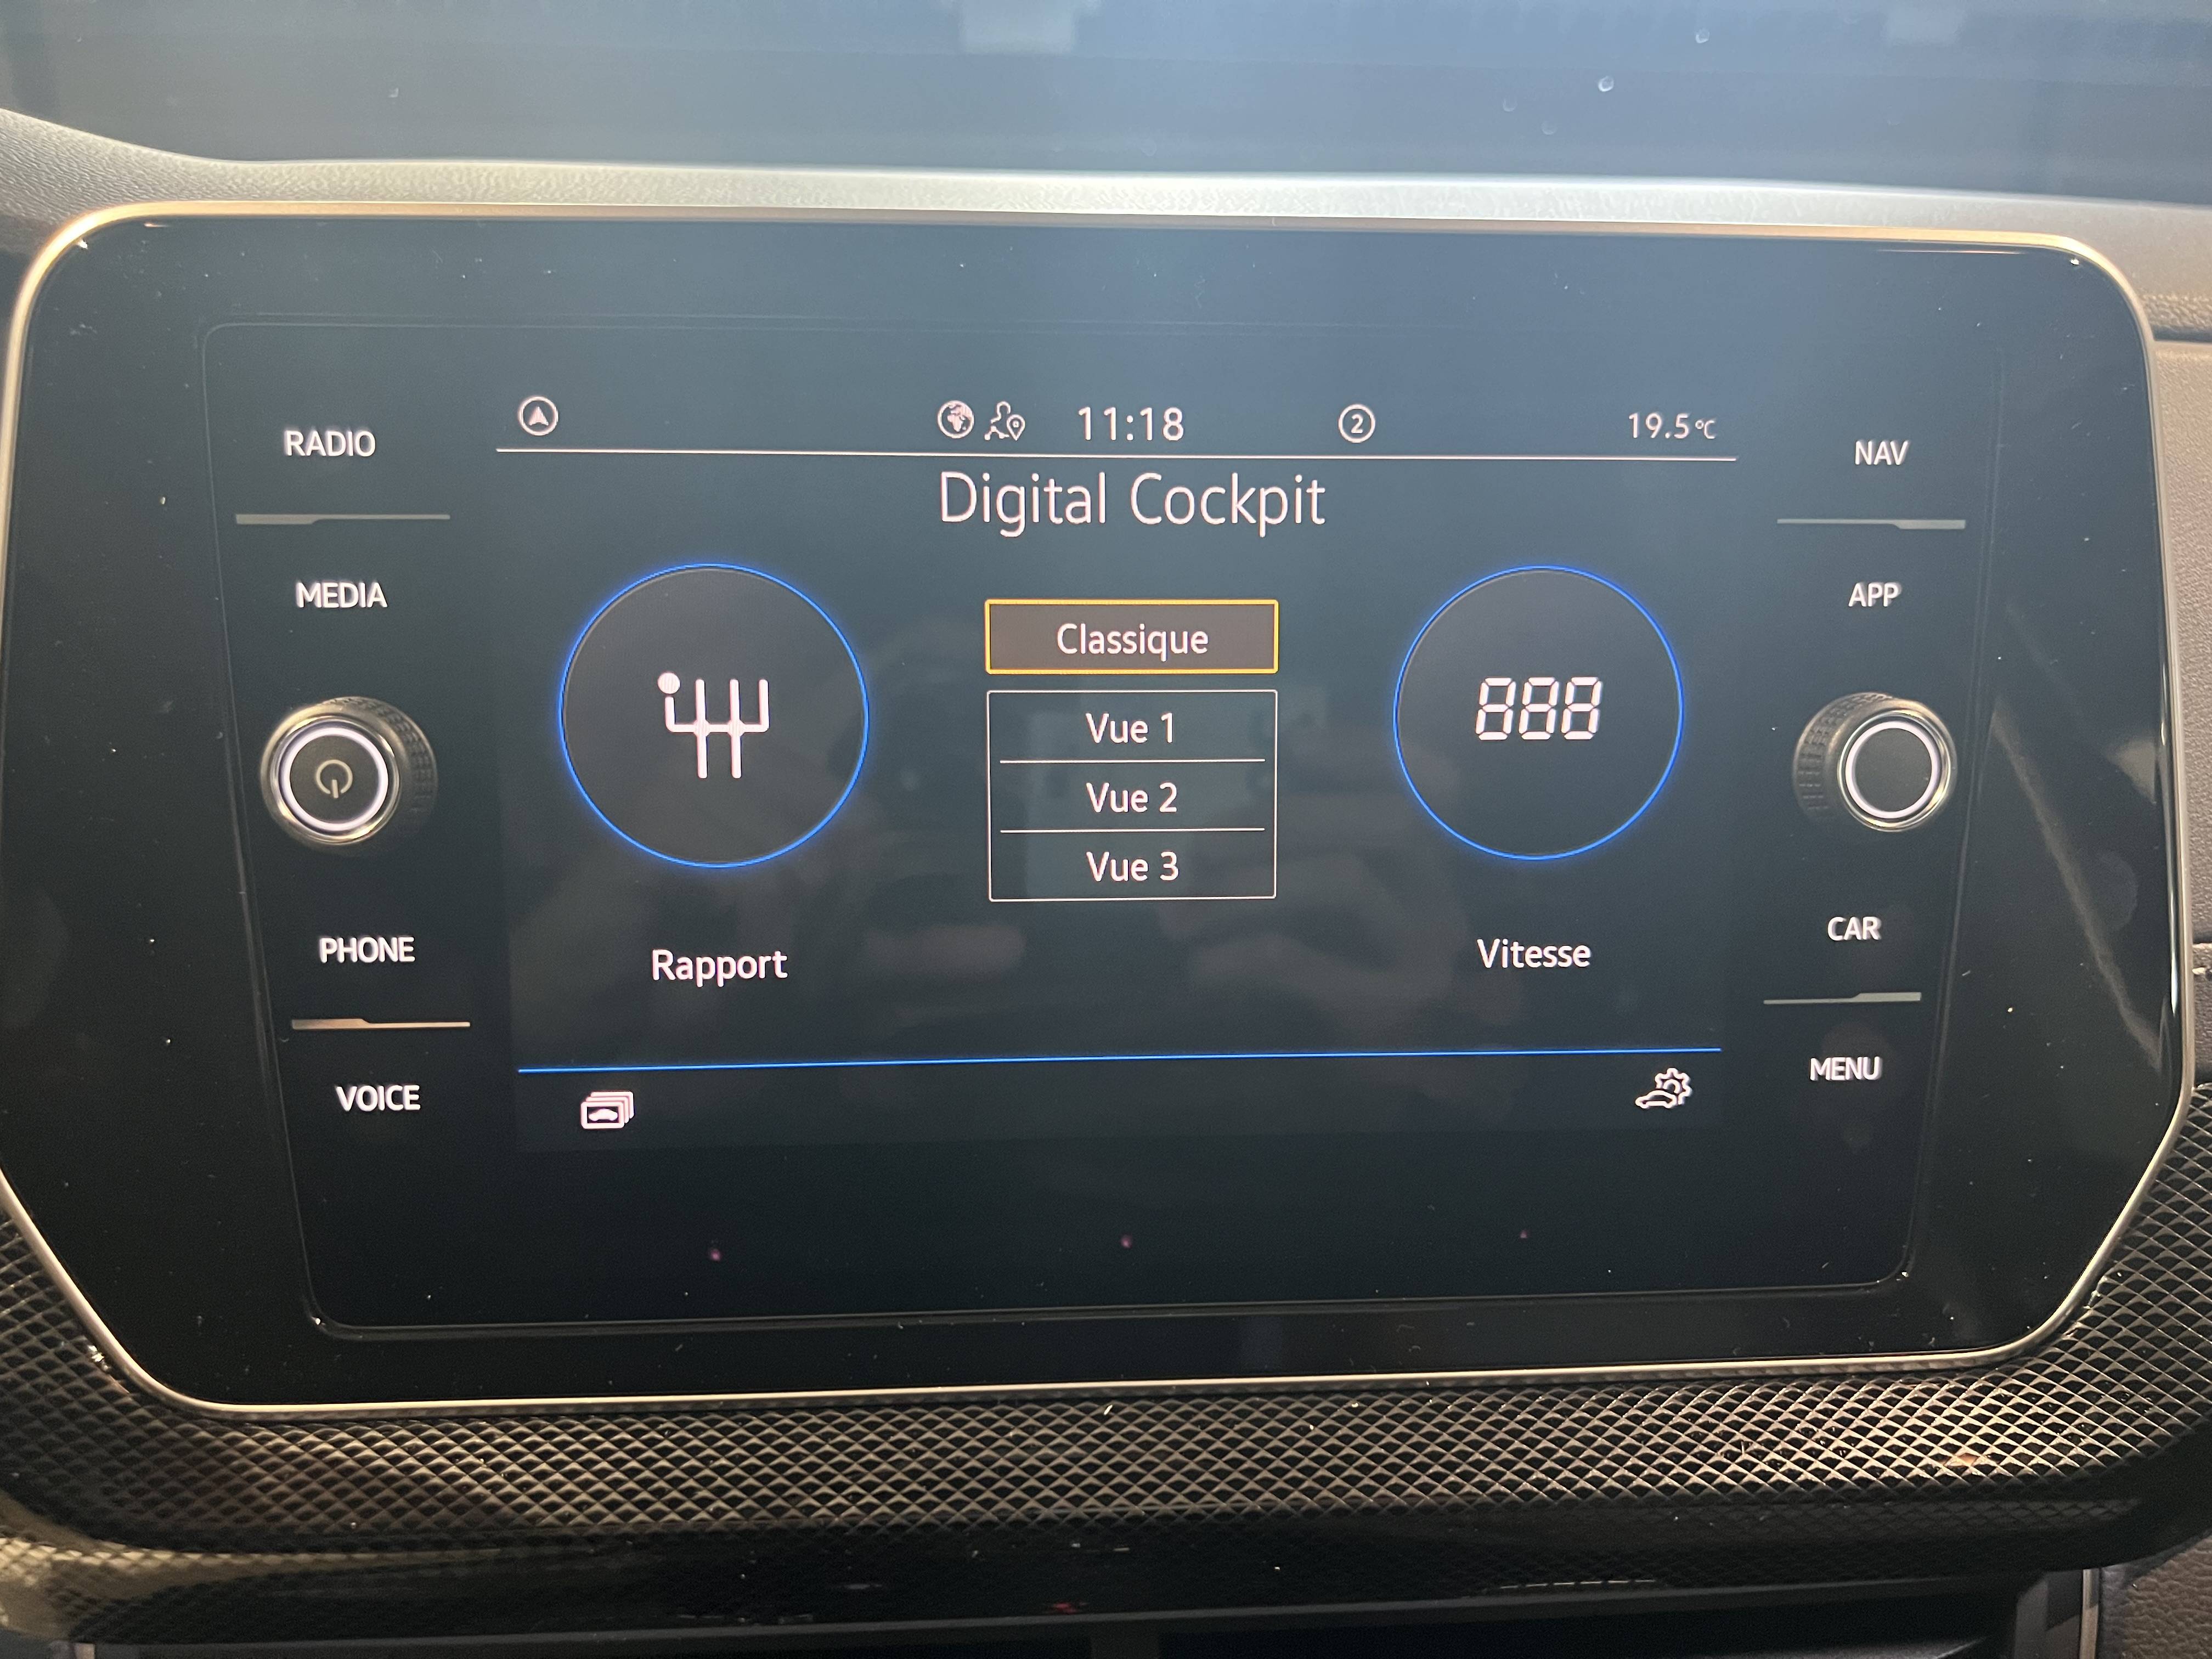 RADIO
MEDIA
PHONE
VOICE
11:18
2
19.5°C
Digital Cockpit
Classique
Vue 1
Vue 2
Vue 3
888
Rapport
Vitesse
NAV
APP
CAR
MENU